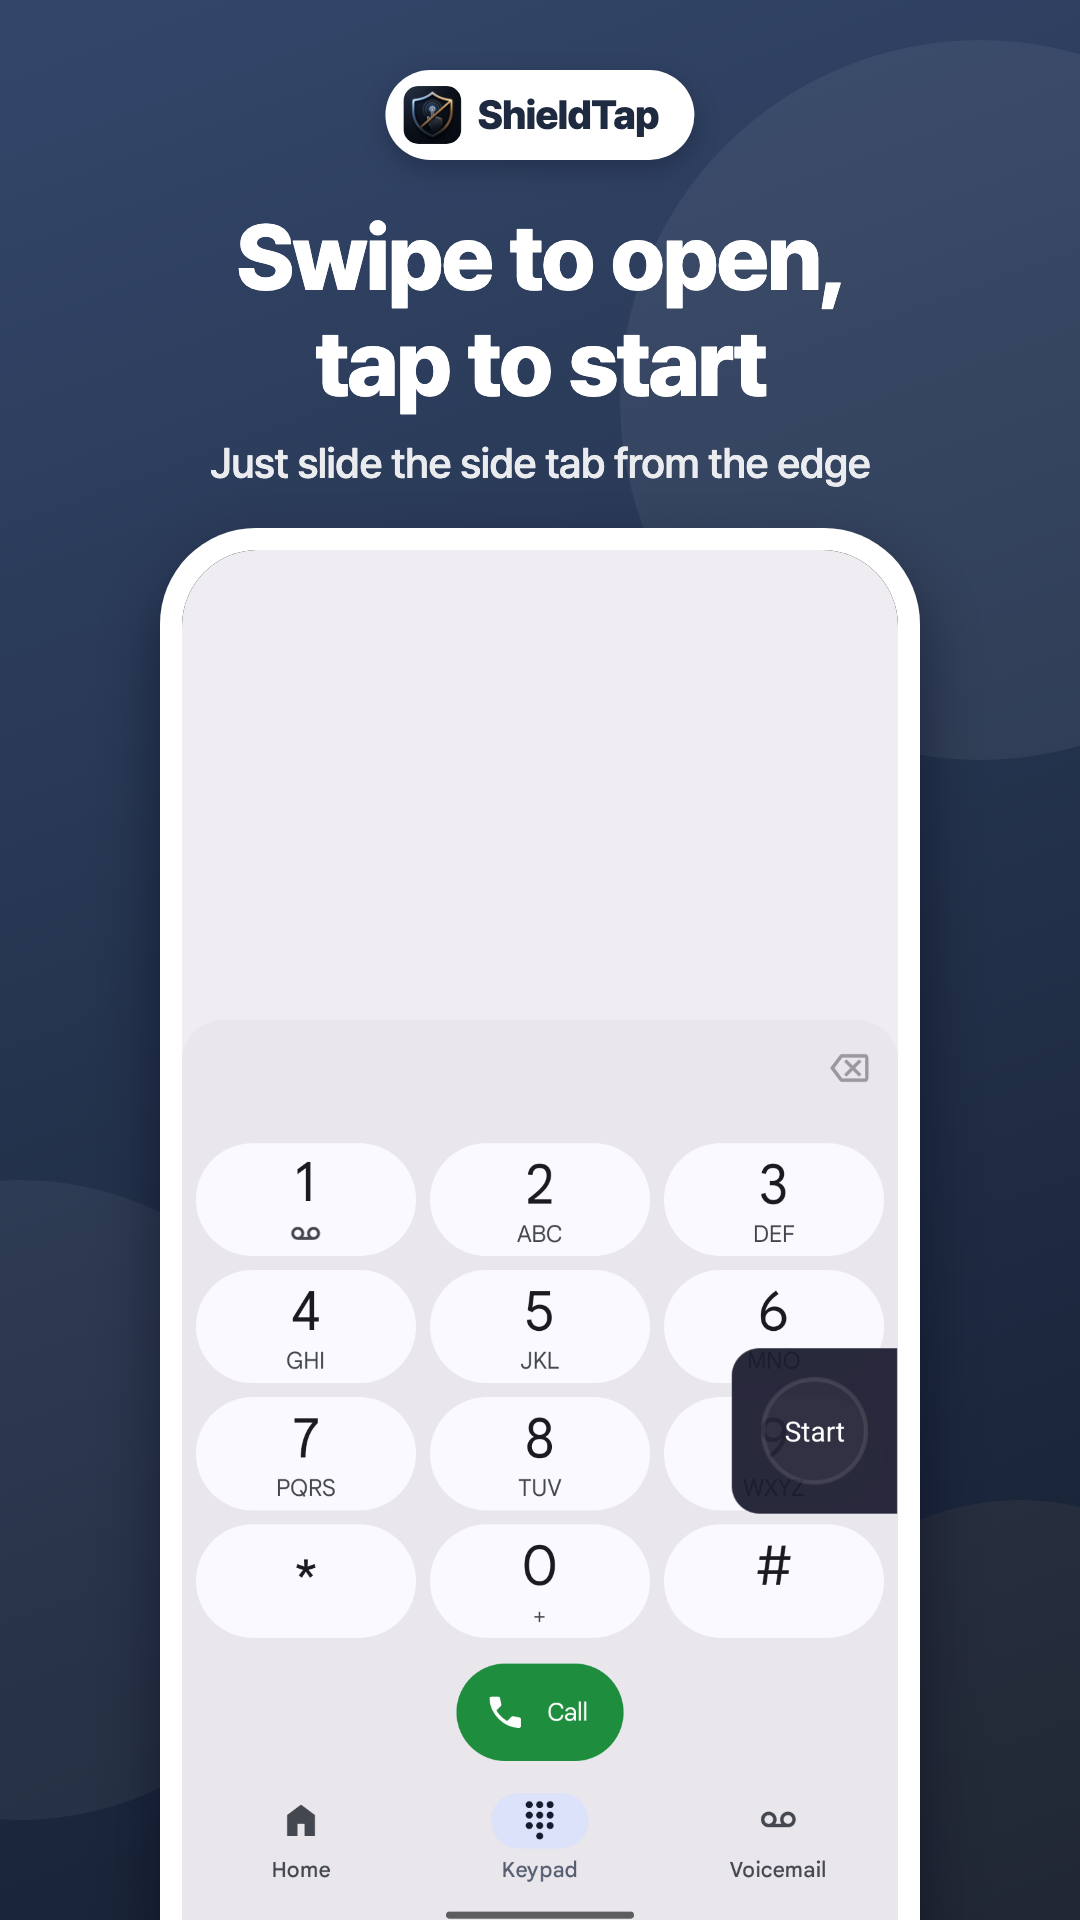 ShieldTap
Swipe to open,
tap to start
Just slide the side tab from the edge
1 2 3
ABC DEF
4 5 6
GHI JKL MNO
7 8 9
Start
PQRS TUV WXYZ
* 0 #
+
Call
Home Keypad Voicemail